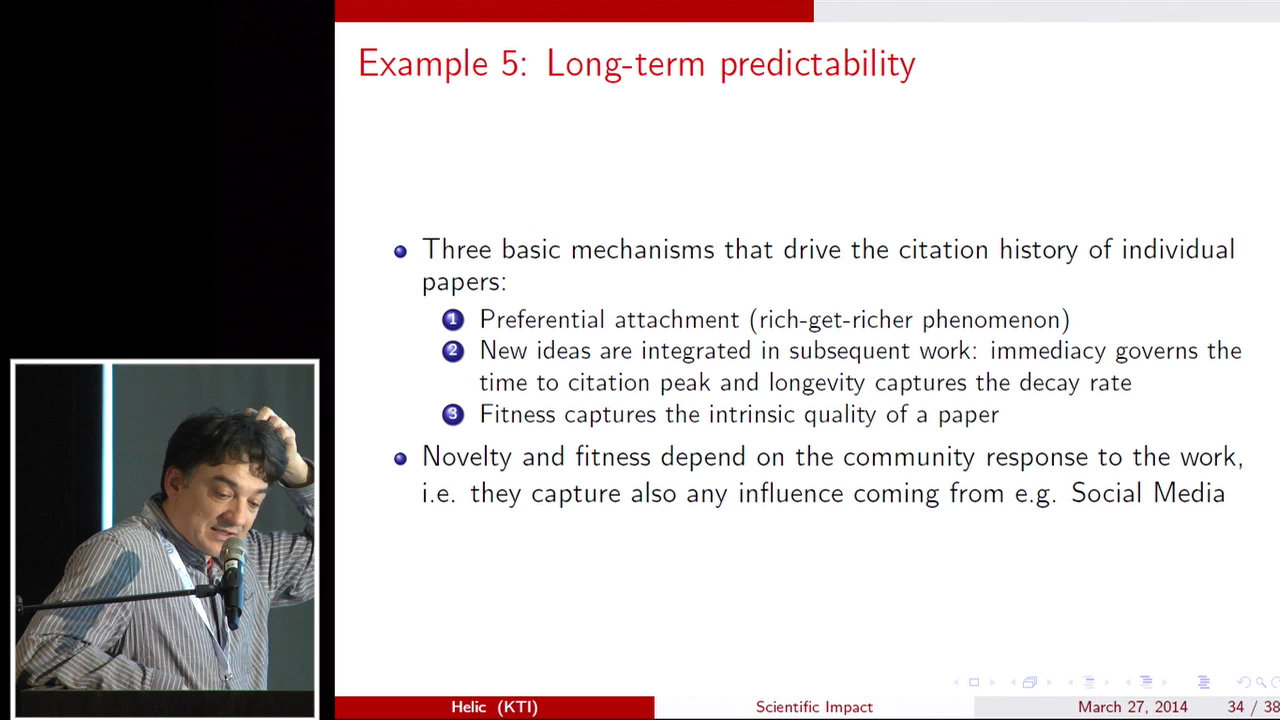 Example 5: Long-term predictability
Three basic mechanisms that drive the citation history of individual
papers:
1 Preferential attachment (rich-get-richer phenomenon)
2 New ideas are integrated in subsequent work: immediacy governs the
time to citation peak and longevity captures the decay rate
3 Fitness captures the intrinsic quality of a paper
Novelty and fitness depend on the community response to the work,
i.e. they capture also any influence coming from e.g. Social Media
Helic (KTI)
Scientific Impact
March 27, 2014
34 / 38